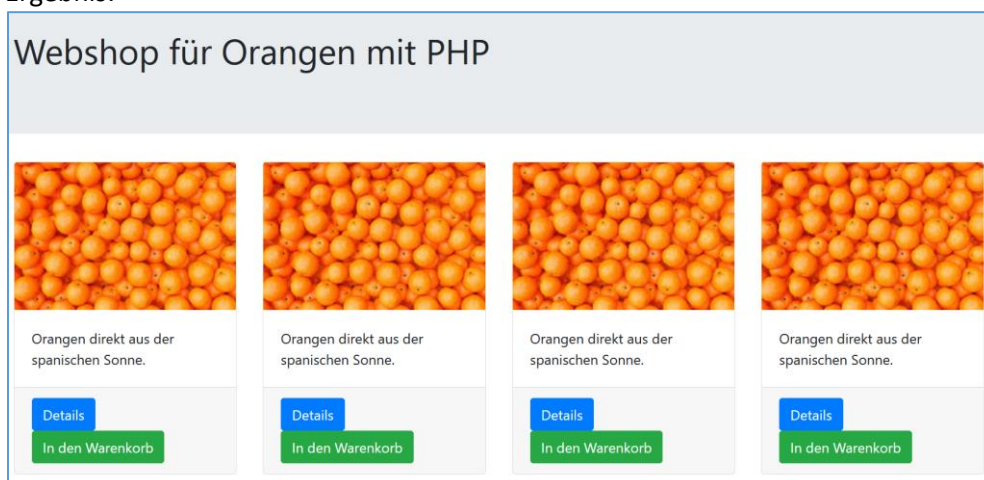 Ergebnis:
Webshop für Orangen mit PHP
Orangen direkt aus der
spanischen Sonne.
Details
In den Warenkorb
Orangen direkt aus der
spanischen Sonne.
Details
In den Warenkorb
Orangen direkt aus der
spanischen Sonne.
Details
In den Warenkorb
Orangen direkt aus der
spanischen Sonne.
Details
In den Warenkorb